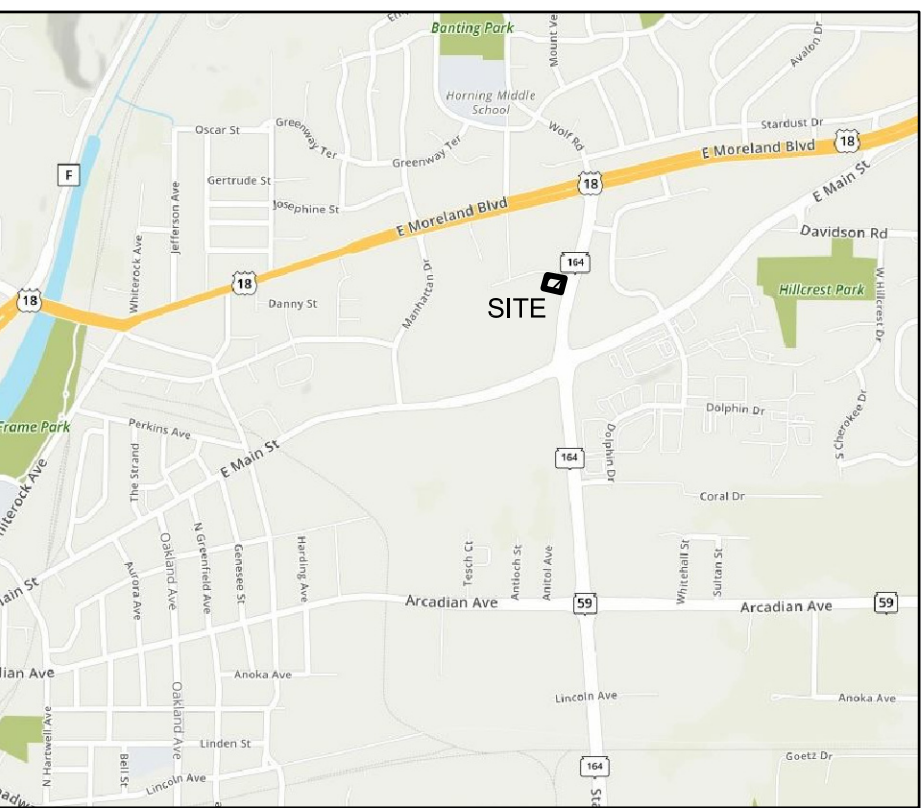 Banting Park
Mount Ve
Avalon Dr
Horning Middle
School
Oscar St
Greenway Ter
Greenway Ter
Wolf Rd
Stardust Dr
E Moreland Blvd
18
E Main St
F
Gertrude St
Josephine St
18
Jefferson Ave
E Moreland Blvd
Whiterock Ave
Davidson Rd
164
18
18
Danny St
Manhattan Dr
SITE
Hillcrest Park
W Hillcrest Dr
Frame Park
Perkins Ave
The Strand
E Main St
Dolphin Dr
Dolphin Dr
S Cherokee Dr
164
Coral Dr
hiterock Ave
Oakland Ave
N Greenfield Ave
Genesee St
Harding Ave
Aurora Ave
Tesch Ct
Antioch St
Anitol Ave
Whitehall St
Sultan St
ain St
Arcadian Ave
59
Arcadian Ave
59
dian Ave
Anoka Ave
Oakland Ave
Lincoln Ave
Anoka Ave
N Hartwell Ave
Linden St
Bell St
Lincoln Ave
Goetz Dr
164
oadw
Sta